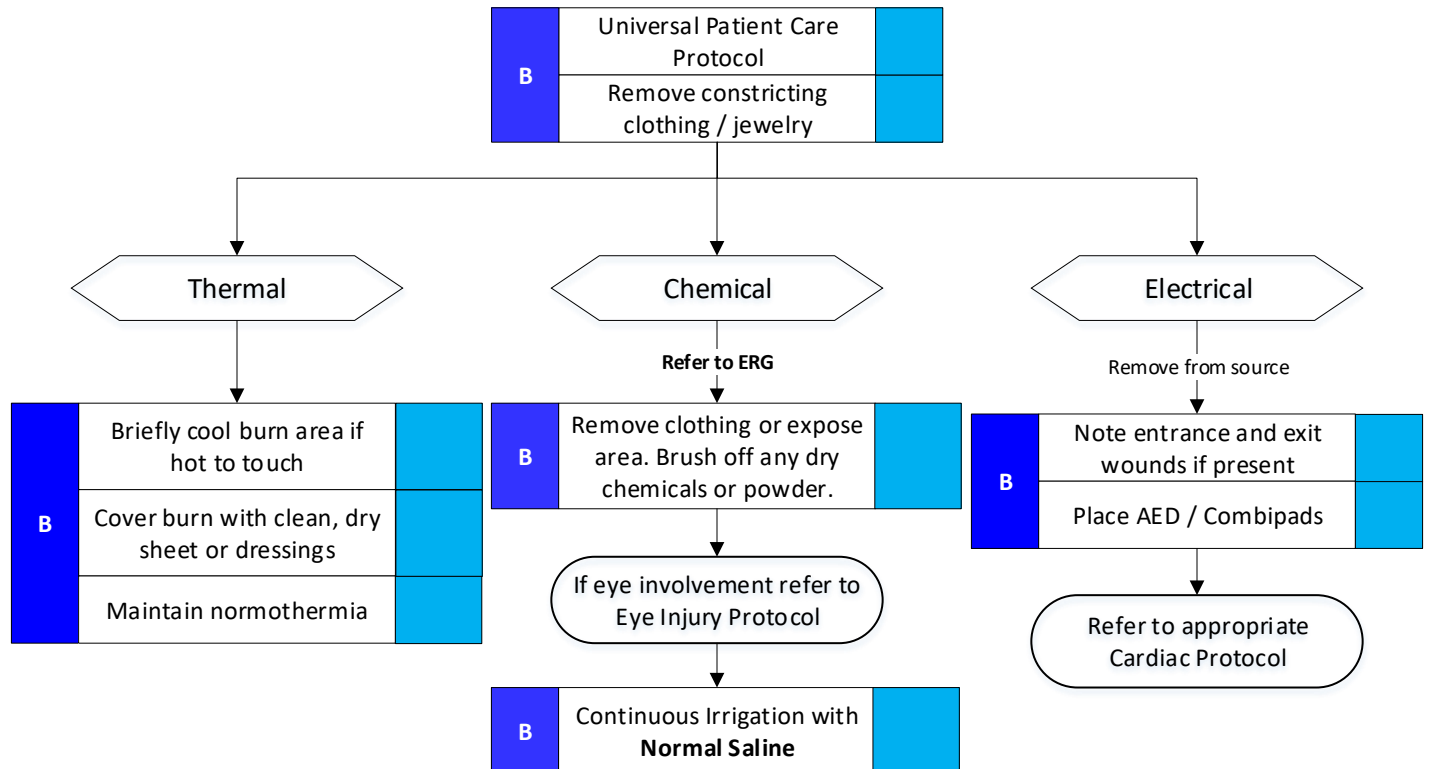 B
Universal Patient Care
Protocol
Remove constricting
clothing / jewelry
Thermal
Chemical
Electrical
Refer to ERG
Remove from source
B
Briefly cool burn area if
hot to touch
Cover burn with clean, dry
sheet or dressings
Maintain normothermia
B
Remove clothing or expose
area. Brush off any dry
chemicals or powder.
If eye involvement refer to
Eye Injury Protocol
B
Continuous Irrigation with
Normal Saline
B
Note entrance and exit
wounds if present
Place AED / Combipads
Refer to appropriate
Cardiac Protocol